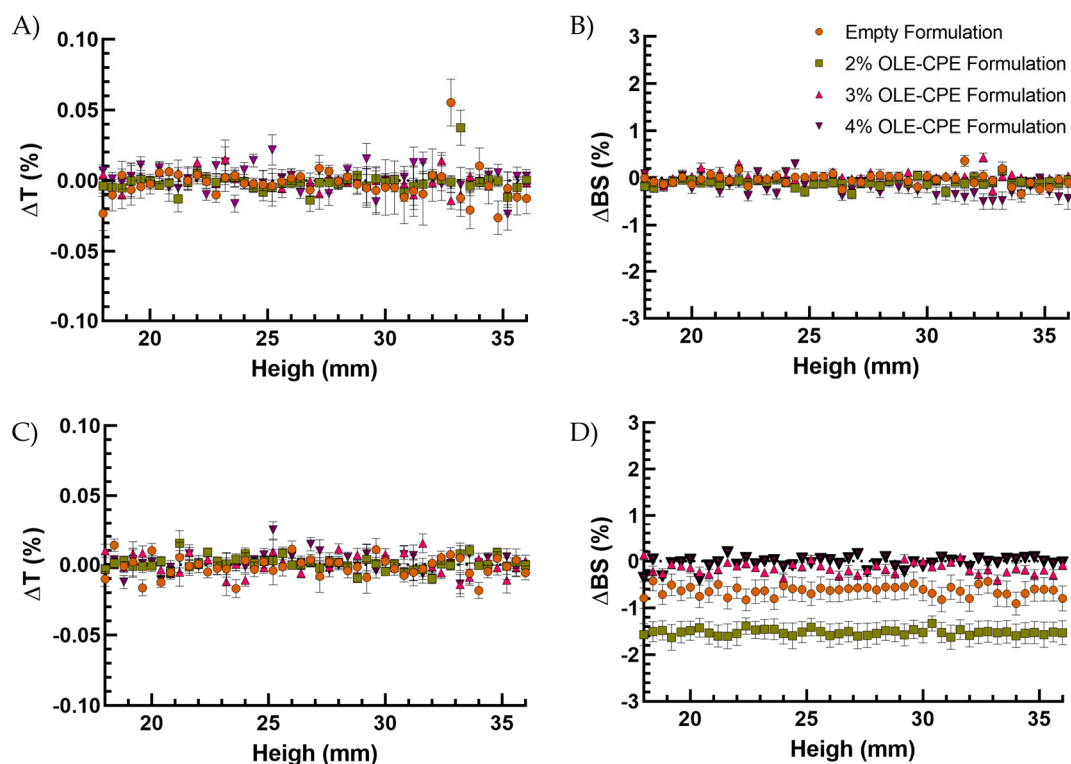 A)
0.10
0.05
0.00
-0.05
-0.10
ΔT (%)
20 25 30 35
Heigh (mm)
B)
3
2
1
0
-1
-2
-3
ΔBS (%)
20 25 30 35
Heigh (mm)
Empty Formulation
2% OLE-CPE Formulation
3% OLE-CPE Formulation
4% OLE-CPE Formulation
C)
0.10
0.05
0.00
-0.05
-0.10
ΔT (%)
20 25 30 35
Heigh (mm)
D)
3
2
1
0
-1
-2
-3
ΔBS (%)
20 25 30 35
Heigh (mm)